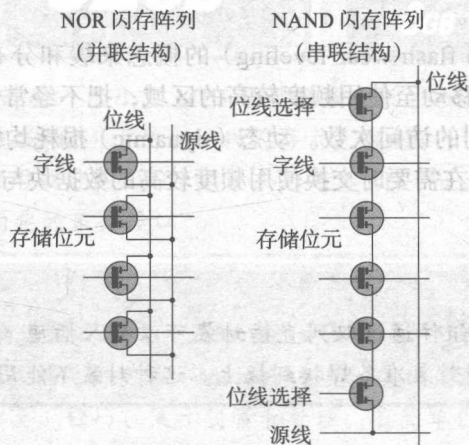 NOR 闪存阵列
（并联结构）
位线
源线
字线
存储位元
NAND 闪存阵列
（串联结构）
位线
位线选择
字线
存储位元
位线选择
源线